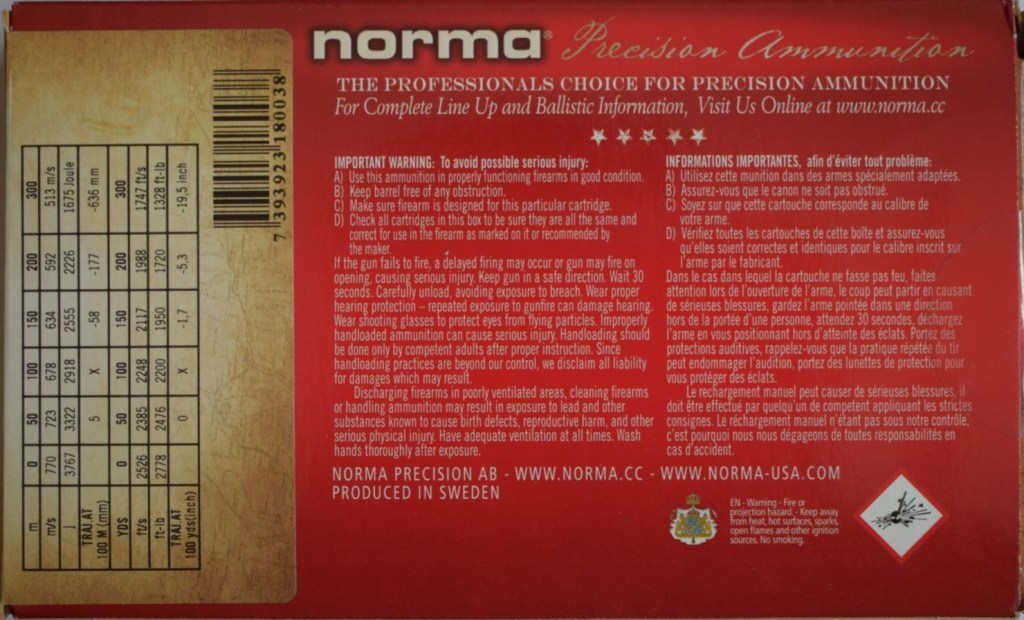 norma® Precision Ammunition
THE PROFESSIONALS CHOICE FOR PRECISION AMMUNITION
For Complete Line Up and Ballistic Information, Visit Us Online at www.norma.cc
IMPORTANT WARNING: To avoid possible serious injury:
A) Use this ammunition in properly functioning firearms in good condition.
B) Keep barrel free of any obstruction.
C) Make sure firearm is designed for this particular cartridge.
D) Check all cartridges in this box to be sure they are all the same and
correct for use in the firearm as marked on it or recommended by
the maker.
If the gun fails to fire, a delayed firing may occur or gun may fire on
opening, causing serious injury. Keep gun in a safe direction. Wait 30
seconds. Carefully unload, avoiding exposure to breach. Wear proper
hearing protection – repeated exposure to gunfire can damage hearing.
Wear shooting glasses to protect eyes from flying particles. Improperly
handloaded ammunition can cause serious injury. Handloading should
be done only by competent adults after proper instruction. Since
handloading practices are beyond our control, we disclaim all liability
for damages which may result.
Discharging firearms in poorly ventilated areas, cleaning firearms
or handling ammunition may result in exposure to lead and other
substances known to cause birth defects, reproductive harm, and other
serious physical injury. Have adequate ventilation at all times. Wash
hands thoroughly after exposure.
INFORMATIONS IMPORTANTES, afin d'éviter tout problème:
A) Utilisez cette munition dans des armes spécialement adaptées.
B) Assurez-vous que le canon ne soit pas obstrué.
C) Soyez sur que cette cartouche corresponde au calibre de
votre arme.
D) Vérifiez toutes les cartouches de cette boîte et assurez-vous
qu'elles soient correctes et identiques pour le calibre inscrit sur
l'arme par le fabricant.
Dans le cas dans lequel la cartouche ne fasse pas feu, faites
attention lors de l'ouverture de l'arme, le coup peut partir en causant
de sérieuses blessures, gardez l'arme pointée dans une direction
hors de la portée d'une personne, attendez 30 secondes, déchargez
l'arme en vous positionnant hors d'atteinte des éclats. Portez des
protections auditives, rappelez-vous que la pratique répétée du tir
peut endommager l'audition, portez des lunettes de protection pour
vous protéger des éclats.
Le rechargement manuel peut causer de sérieuses blessures, il
doit être effectué par quelqu'un de competent appliquant les strictes
consignes. Le réchargement manuel n'étant pas sous notre contrôle,
c'est pourquoi nous nous dégageons de toutes responsabilités en
cas d'accident.
NORMA PRECISION AB - WWW.NORMA.CC - WWW.NORMA-USA.COM
PRODUCED IN SWEDEN
EN - Warning - Fire or
projection hazard. - Keep away
from heat, hot surfaces, sparks,
open flames and other ignition
sources. No smoking.
m 0 50 100 150 200 300
m/s 770 723 678 634 592 513 m/s
J 3767 3322 2918 2555 2226 1675 Joule
TRAJ.AT
100 M (mm) 5 X -58 -177 -636 mm
YDS 0 50 100 150 200 300
ft/s 2526 2385 2248 2117 1988 1747 ft/s
ft-lb 2778 2476 2200 1950 1720 1328 ft-lb
TRAJ.AT
100 yds(inch) 0 X -1,7 -5,3 -19,5 inch
7 393923 180038